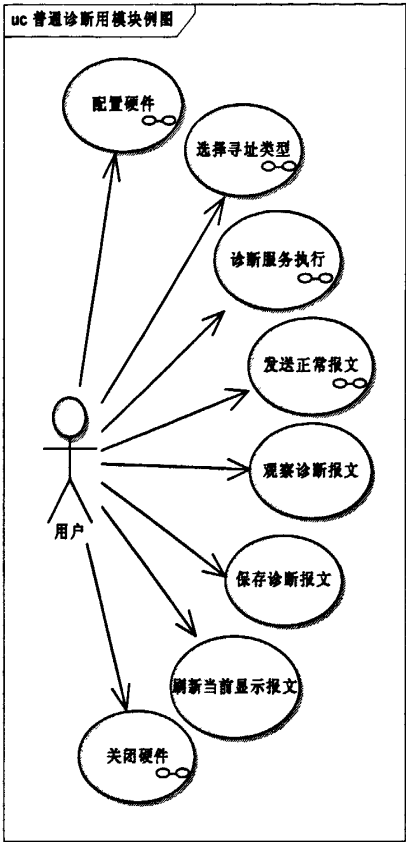 uc 普通诊断用模块例图
配置硬件
选择寻址类型
诊断服务执行
发送正常报文
观察诊断报文
用户
保存诊断报文
刷新当前显示报文
关闭硬件